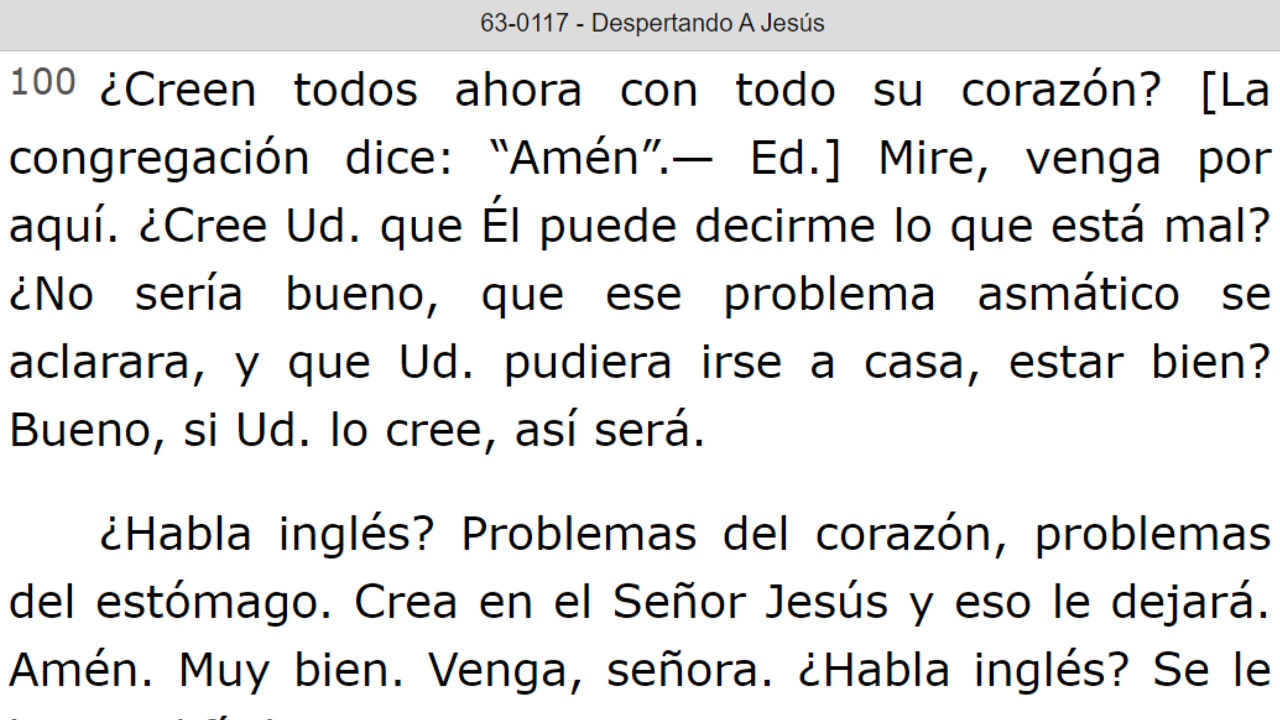 63-0117 - Despertando A Jesús
100 ¿Creen todos ahora con todo su corazón? [La
congregación dice: “Amén”.— Ed.] Mire, venga por
aquí. ¿Cree Ud. que Él puede decirme lo que está mal?
¿No sería bueno, que ese problema asmático se
aclarara, y que Ud. pudiera irse a casa, estar bien?
Bueno, si Ud. lo cree, así será.
¿Habla inglés? Problemas del corazón, problemas
del estómago. Crea en el Señor Jesús y eso le dejará.
Amén. Muy bien. Venga, señora. ¿Habla inglés? Se le